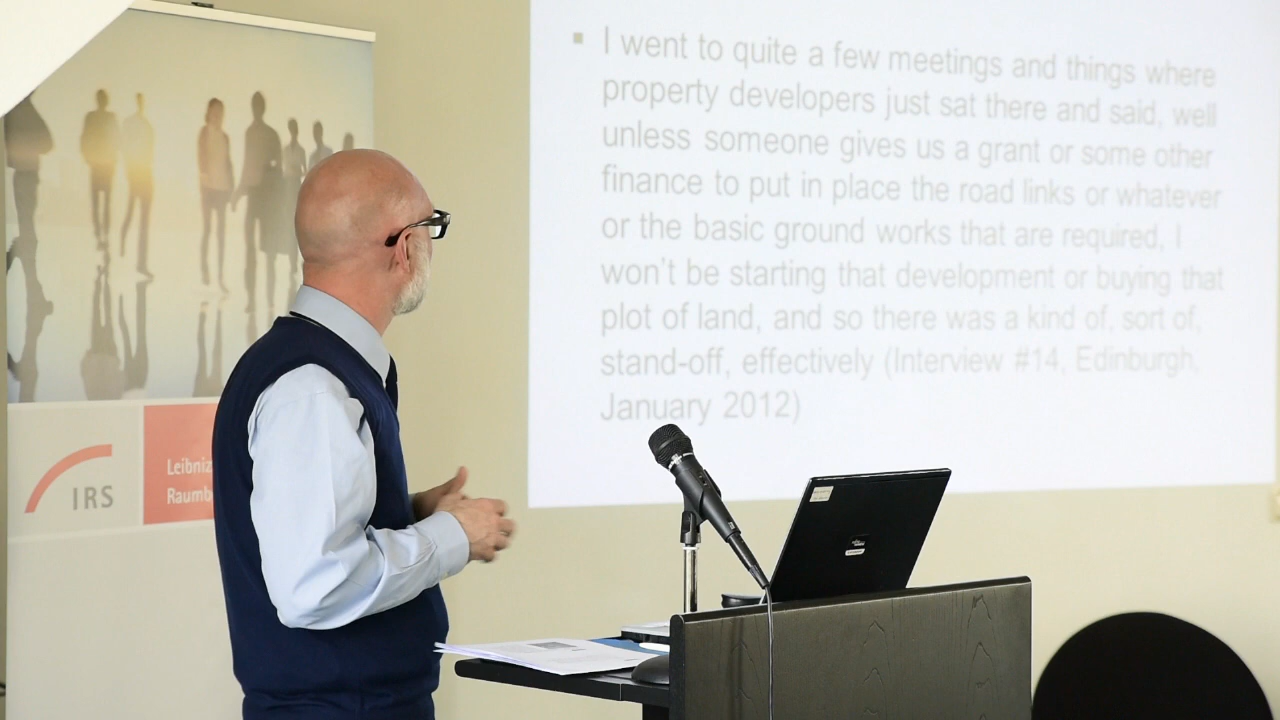 I went to quite a few meetings and things where
property developers just sat there and said, well
unless someone gives us a grant or some other
finance to put in place the road links or whatever
or the basic ground works that are required, I
won't be starting that development or buying that
plot of land, and so there was a kind of, sort of,
stand-off, effectively (Interview #14, Edinburgh,
January 2012)
IRS
Leibniz
Raumb